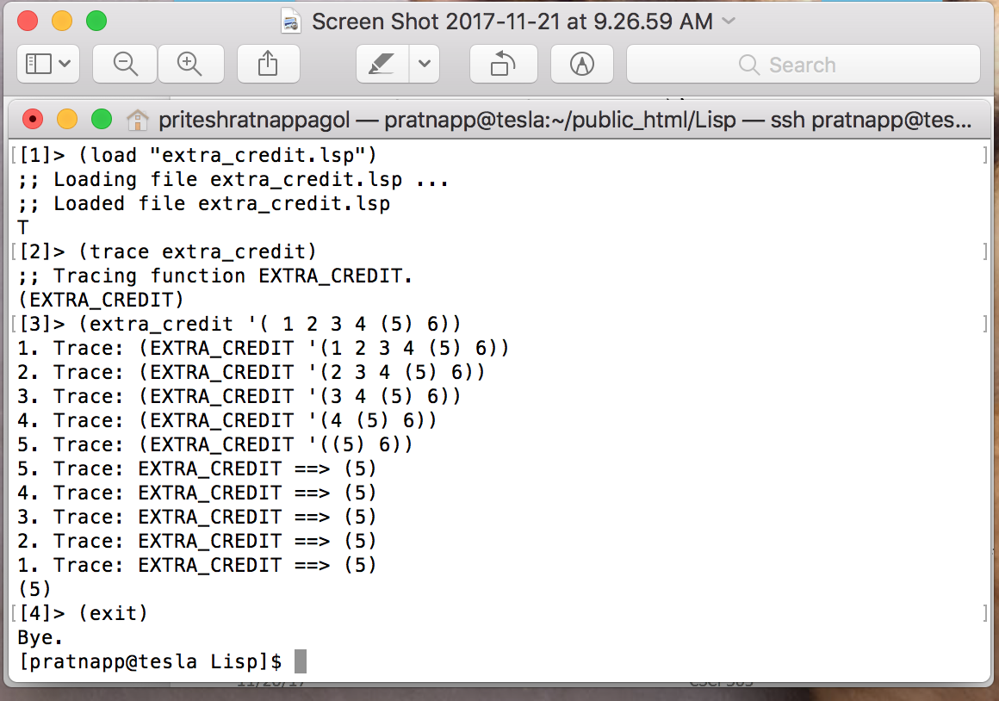 Screen Shot 2017-11-21 at 9.26.59 AM
Search
priteshratnappagol — pratnapp@tesla:~/public_html/Lisp — ssh pratnapp@tes...
[[1]> (load "extra_credit.lsp") ]
;; Loading file extra_credit.lsp ...
;; Loaded file extra_credit.lsp
T
[[2]> (trace extra_credit) ]
;; Tracing function EXTRA_CREDIT.
(EXTRA_CREDIT)
[[3]> (extra_credit '( 1 2 3 4 (5) 6)) ]
1. Trace: (EXTRA_CREDIT '(1 2 3 4 (5) 6))
2. Trace: (EXTRA_CREDIT '(2 3 4 (5) 6))
3. Trace: (EXTRA_CREDIT '(3 4 (5) 6))
4. Trace: (EXTRA_CREDIT '(4 (5) 6))
5. Trace: (EXTRA_CREDIT '((5) 6))
5. Trace: EXTRA_CREDIT ==> (5)
4. Trace: EXTRA_CREDIT ==> (5)
3. Trace: EXTRA_CREDIT ==> (5)
2. Trace: EXTRA_CREDIT ==> (5)
1. Trace: EXTRA_CREDIT ==> (5)
(5)
[[4]> (exit) ]
Bye.
[pratnapp@tesla Lisp]$